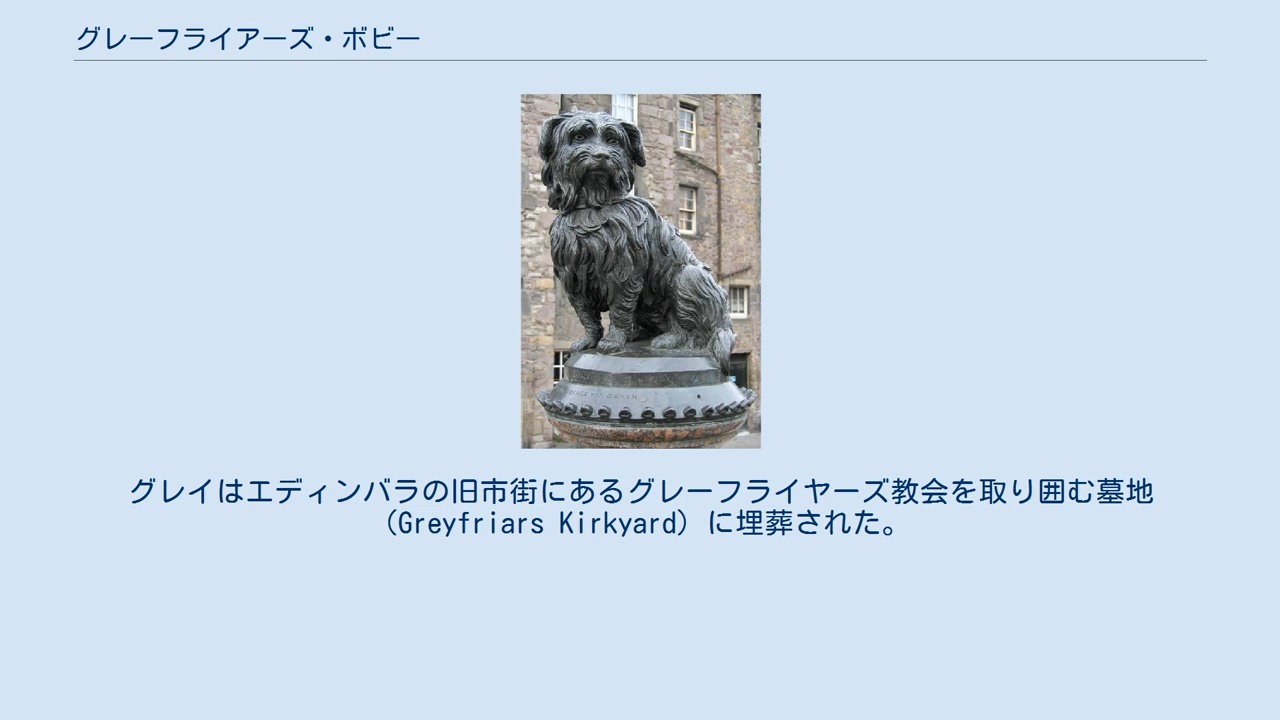 グレーフライアーズ・ボビー
グレイはエディンバラの旧市街にあるグレーフライヤーズ教会を取り囲む墓地
（Greyfriars Kirkyard）に埋葬された。